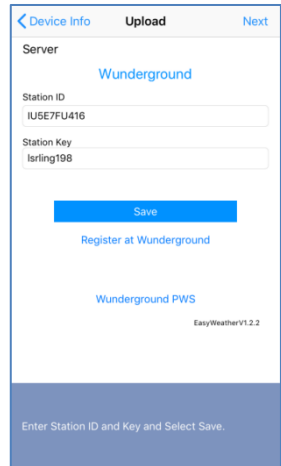 Device Info Upload Next
Server
Wunderground
Station ID
IU5E7FU416
Station Key
lsrling198
Save
Register at Wunderground
Wunderground PWS
EasyWeatherV1.2.2
Enter Station ID and Key and Select Save.